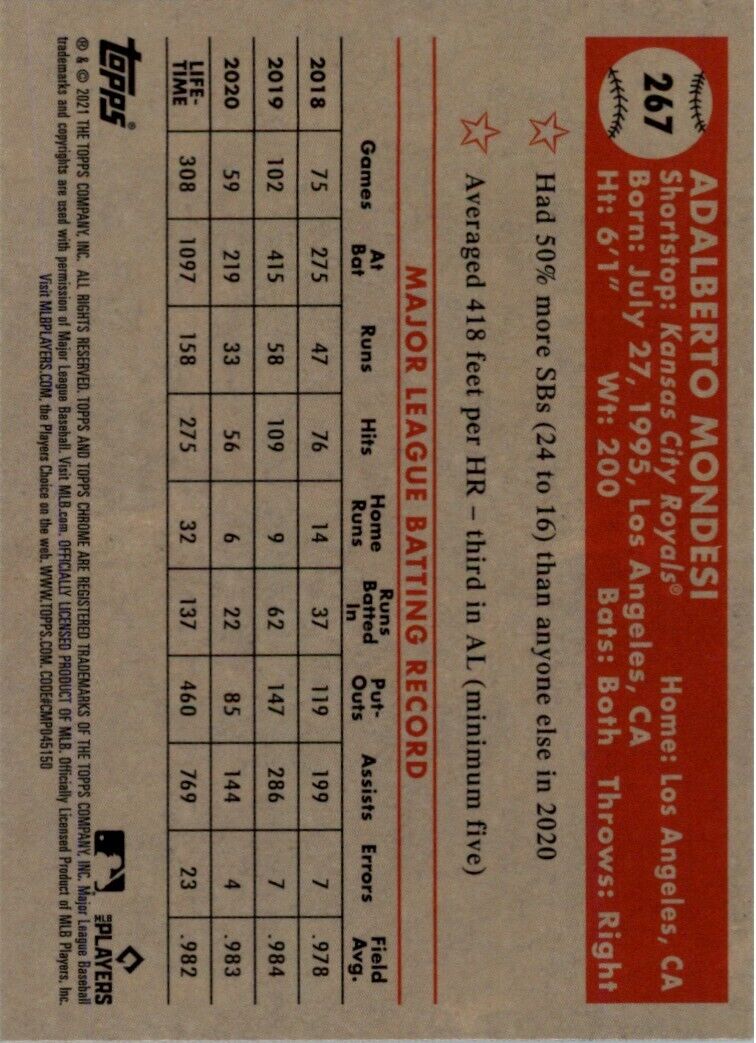 267
ADALBERTO MONDESI
Shortstop: Kansas City Royals® Home: Los Angeles, CA
Born: July 27, 1995, Los Angeles, CA
Ht: 6'1" Wt: 200 Bats: Both Throws: Right
Had 50% more SBs (24 to 16) than anyone else in 2020
Averaged 418 feet per HR – third in AL (minimum five)
MAJOR LEAGUE BATTING RECORD
Games At Bat Runs Hits Home Runs Runs Batted In Put-Outs Assists Errors Field Avg.
2018 75 275 47 76 14 37 119 199 7 .978
2019 102 415 58 109 9 62 147 286 7 .984
2020 59 219 33 56 6 22 85 144 4 .983
LIFE-TIME 308 1097 158 275 32 137 460 769 23 .982
topps®
MLB PLAYERS
® & © 2021 THE TOPPS COMPANY, INC. ALL RIGHTS RESERVED. TOPPS AND TOPPS CHROME ARE REGISTERED TRADEMARKS OF THE TOPPS COMPANY, INC. Major League Baseball
trademarks and copyrights are used with permission of Major League Baseball. Visit MLB.com. OFFICIALLY LICENSED PRODUCT OF MLB. Officially Licensed Product of MLB Players, Inc.
Visit MLBPLAYERS.COM, the Players Choice on the web. WWW.TOPPS.COM. CODE#CMP045150